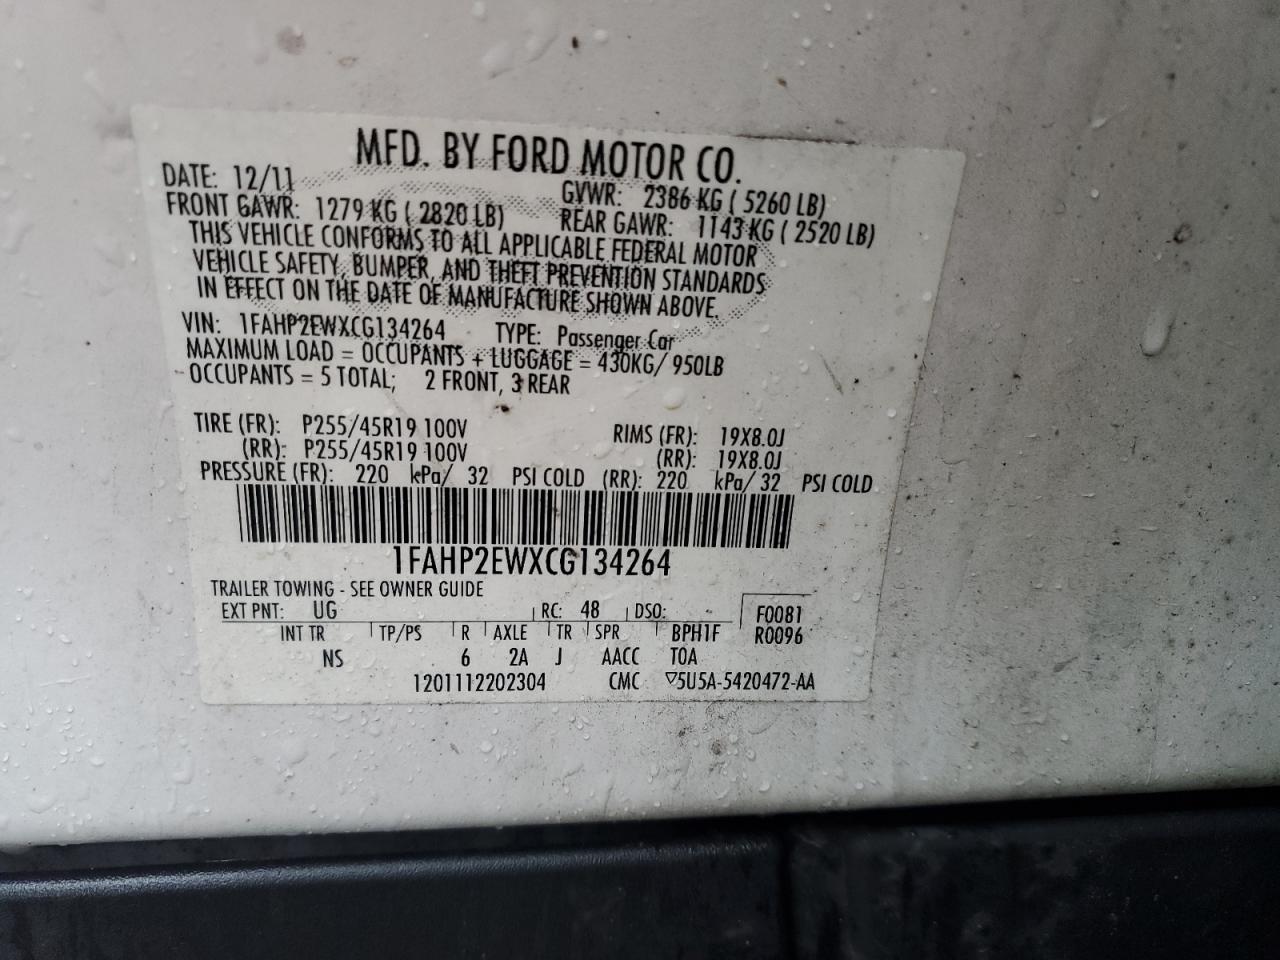 MFD. BY FORD MOTOR CO.
DATE: 12/11 GVWR: 2386 KG ( 5260 LB)
FRONT GAWR: 1279 KG ( 2820 LB) REAR GAWR: 1143 KG ( 2520 LB)
THIS VEHICLE CONFORMS TO ALL APPLICABLE FEDERAL MOTOR
VEHICLE SAFETY, BUMPER, AND THEFT PREVENTION STANDARDS
IN EFFECT ON THE DATE OF MANUFACTURE SHOWN ABOVE.
VIN: 1FAHP2EWXCG134264 TYPE: Passenger Car
MAXIMUM LOAD = OCCUPANTS + LUGGAGE = 430KG/ 950LB
OCCUPANTS = 5 TOTAL; 2 FRONT, 3 REAR
TIRE (FR): P255/45R19 100V RIMS (FR): 19X8.0J
(RR): P255/45R19 100V (RR): 19X8.0J
PRESSURE (FR): 220 kPa/ 32 PSI COLD (RR): 220 kPa/ 32 PSI COLD
1FAHP2EWXCG134264
TRAILER TOWING - SEE OWNER GUIDE
EXT PNT: UG RC: 48 DSO: F0081
INT TR TP/PS R AXLE TR SPR BPH1F R0096
NS 6 2A J AACC TOA
1201112202304 CMC ▽5U5A-5420472-AA